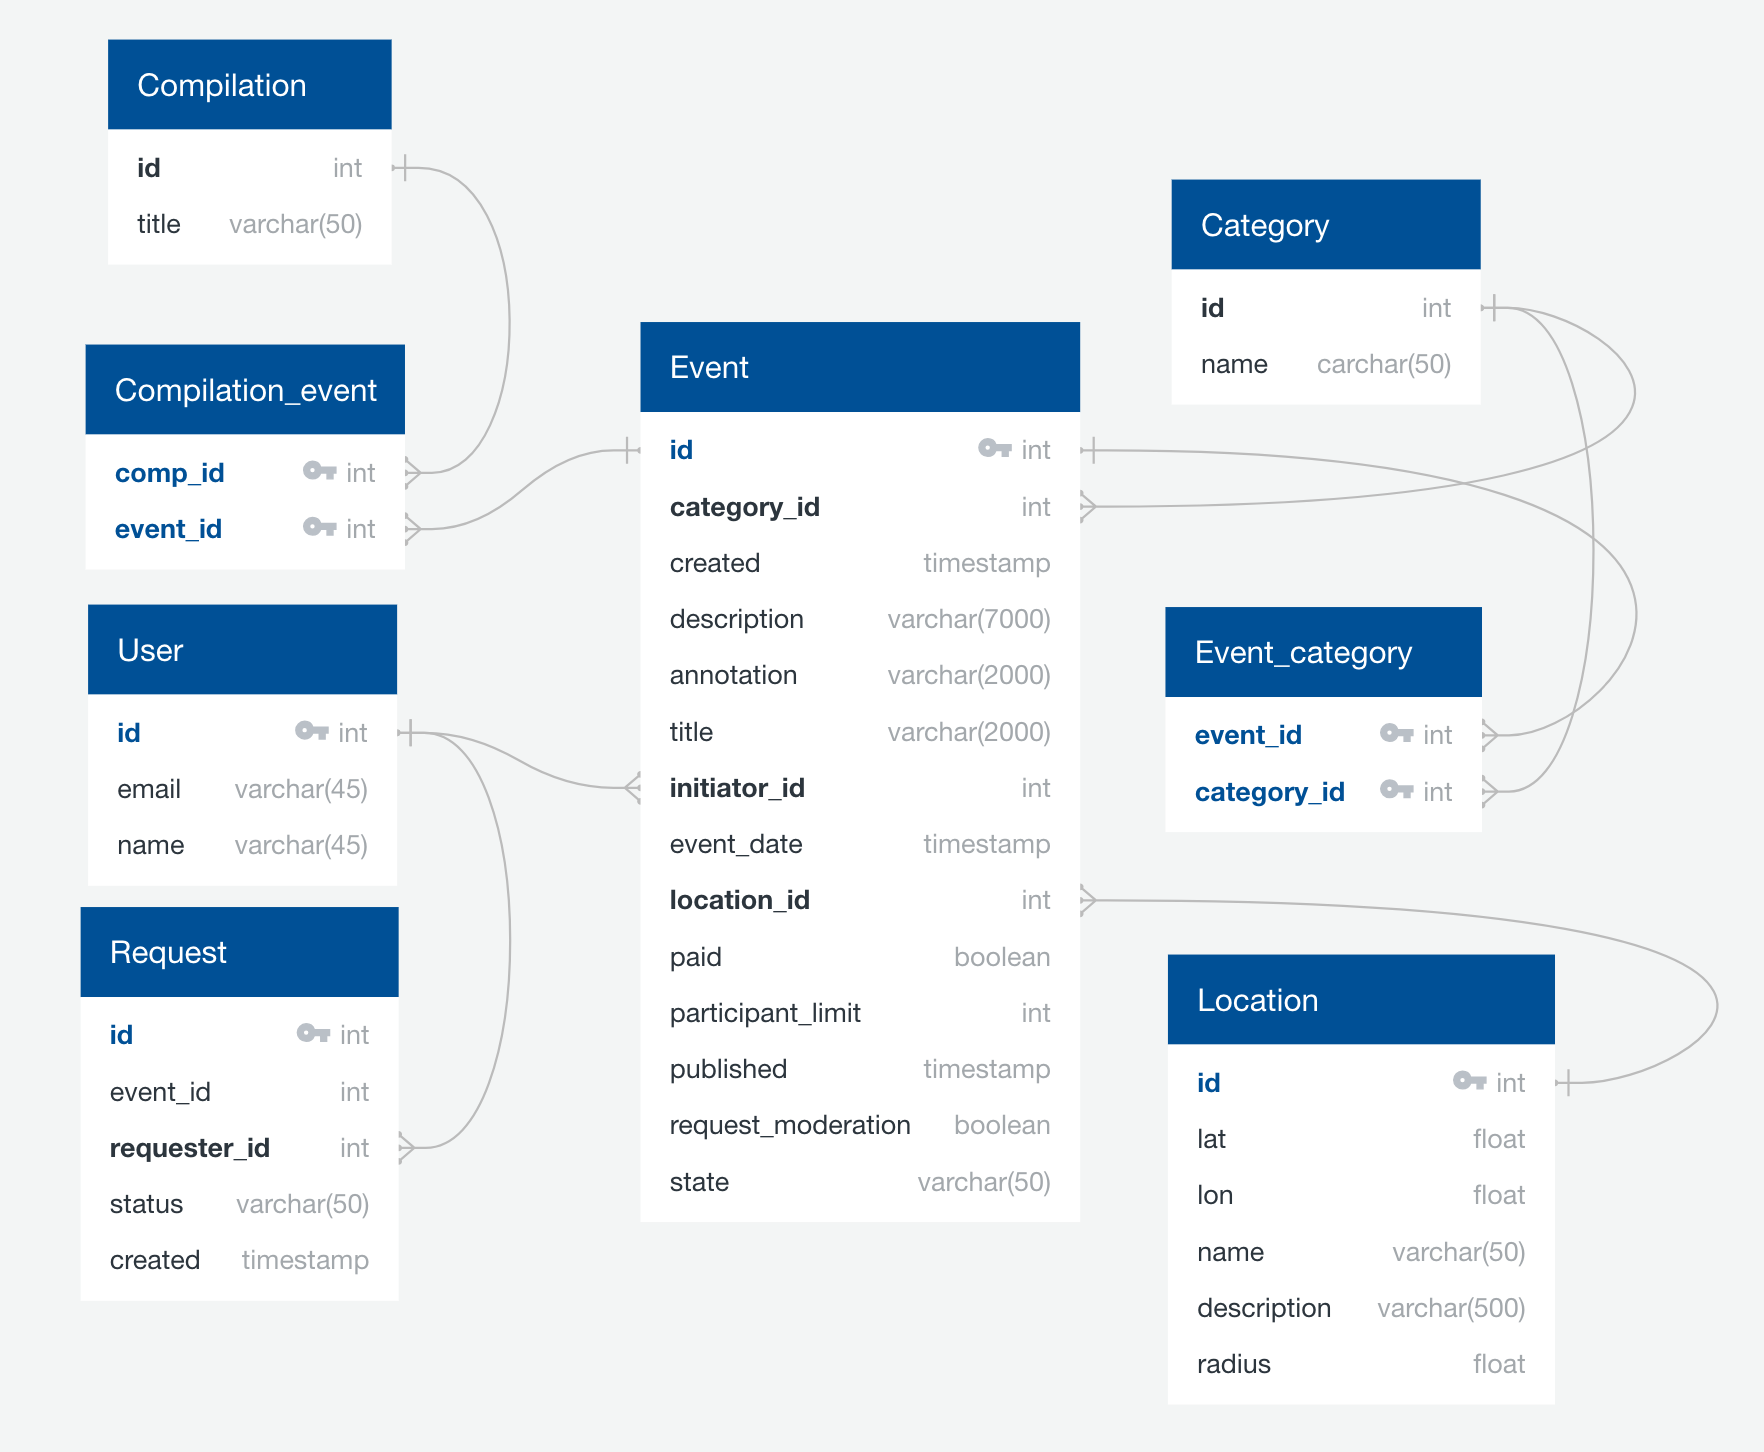 Compilation
id int
title varchar(50)
Compilation_event
comp_id int
event_id int
User
id int
email varchar(45)
name varchar(45)
Request
id int
event_id int
requester_id int
status varchar(50)
created timestamp
Event
id int
category_id int
created timestamp
description varchar(7000)
annotation varchar(2000)
title varchar(2000)
initiator_id int
event_date timestamp
location_id int
paid boolean
participant_limit int
published timestamp
request_moderation boolean
state varchar(50)
Category
id int
name carchar(50)
Event_category
event_id int
category_id int
Location
id int
lat float
lon float
name varchar(50)
description varchar(500)
radius float